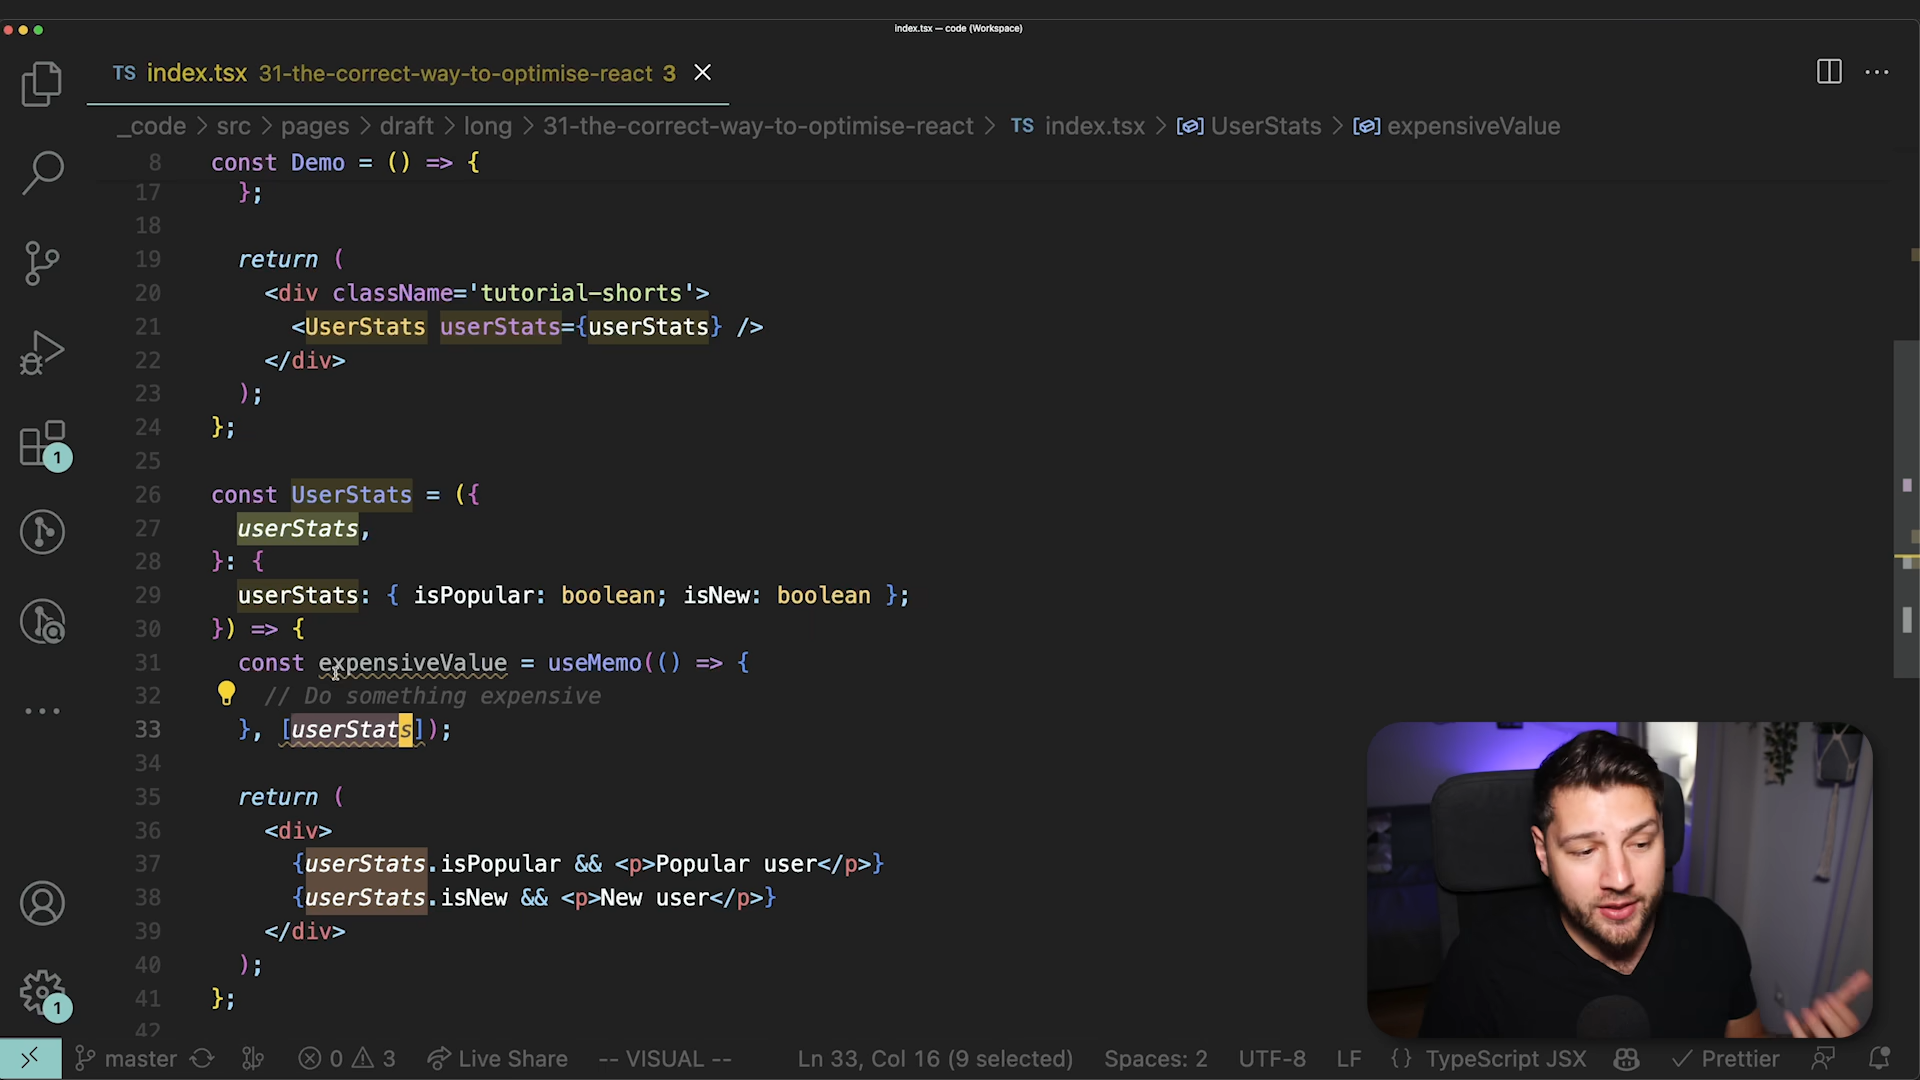 index.tsx — code (Workspace)
TS index.tsx 31-the-correct-way-to-optimise-react 3
_code > src > pages > draft > long > 31-the-correct-way-to-optimise-react > TS index.tsx > UserStats > expensiveValue
8 const Demo = () => {
17 };
18
19 return (
20 <div className='tutorial-shorts'>
21 <UserStats userStats={userStats} />
22 </div>
23 );
24 };
25
26 const UserStats = ({
27 userStats,
28 }: {
29 userStats: { isPopular: boolean; isNew: boolean };
30 }) => {
31 const expensiveValue = useMemo(() => {
32 // Do something expensive
33 }, [userStats]);
34
35 return (
36 <div>
37 {userStats.isPopular && <p>Popular user</p>}
38 {userStats.isNew && <p>New user</p>}
39 </div>
40 );
41 };
42
1
1
master 0 3 Live Share -- VISUAL -- Ln 33, Col 16 (9 selected) Spaces: 2 UTF-8 LF {} TypeScript JSX Prettier